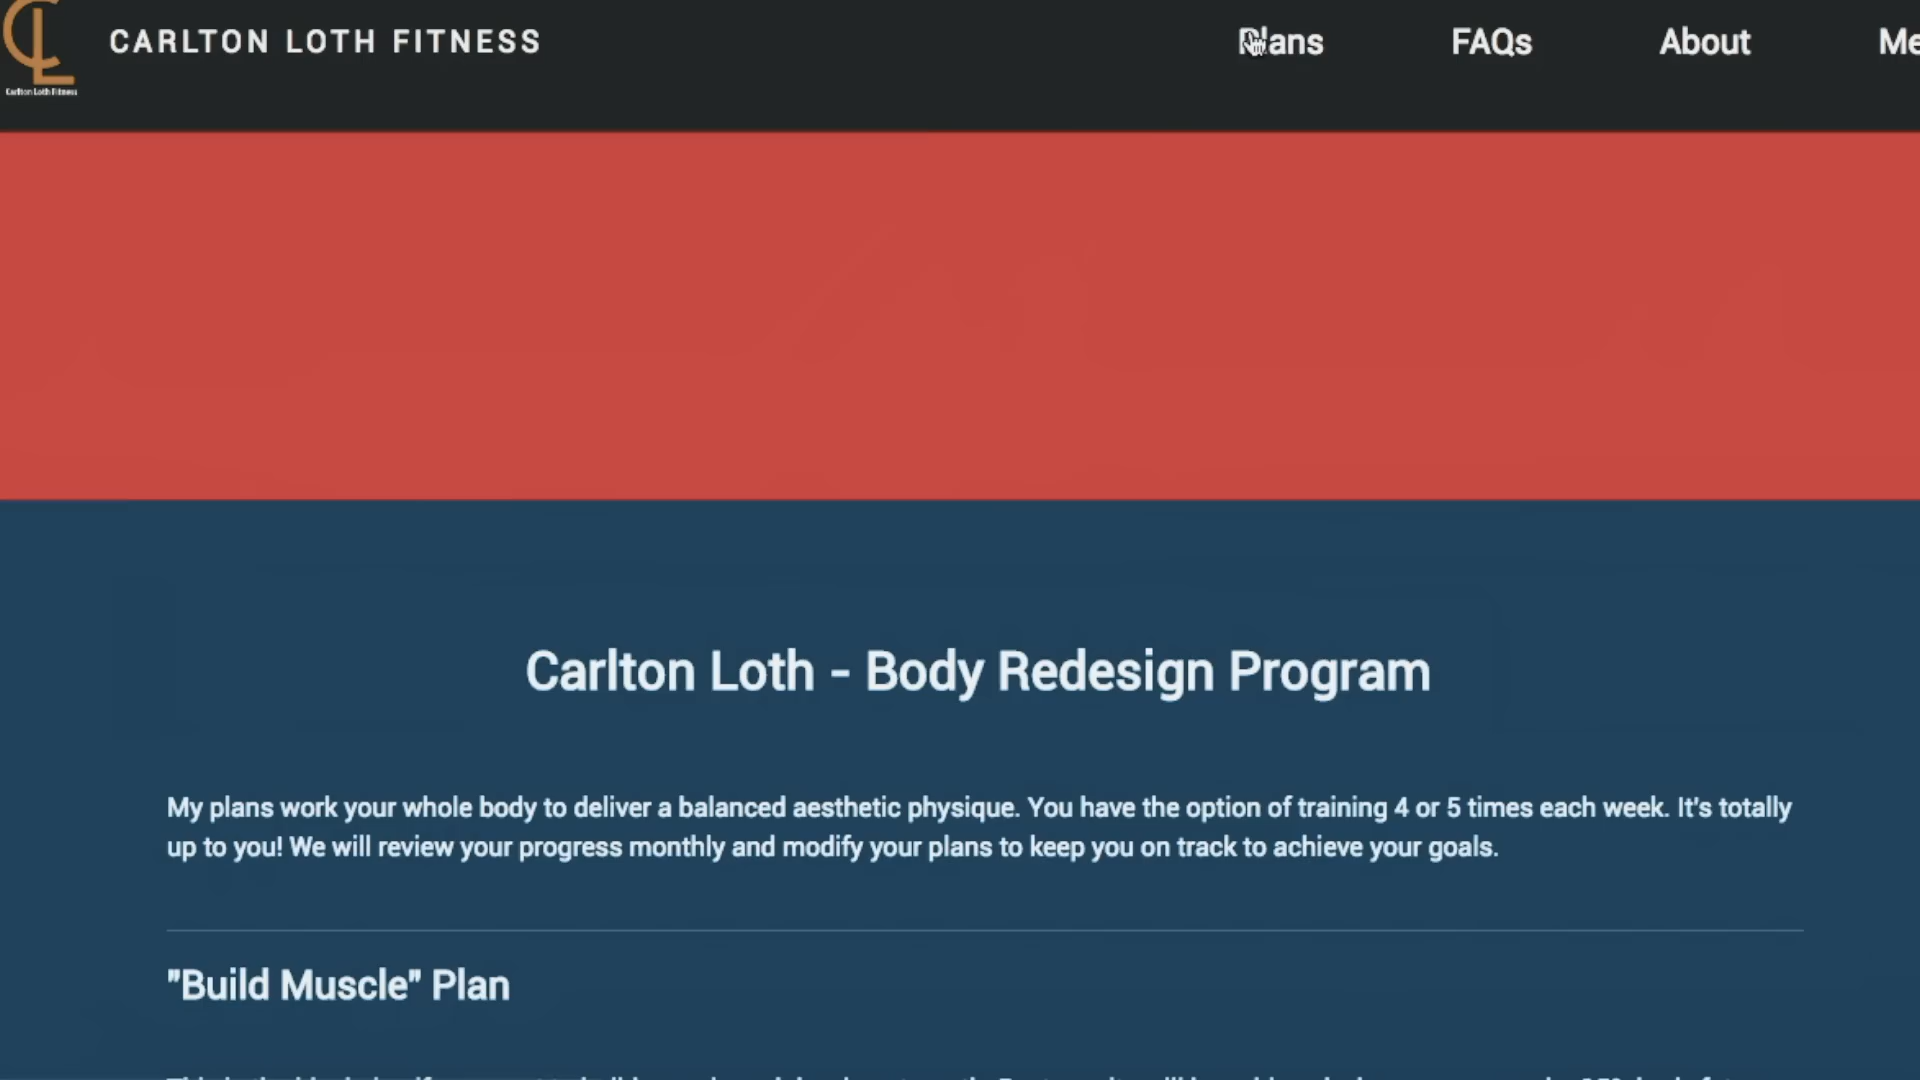 CARLTON LOTH FITNESS
Plans
FAQs
About
Carlton Loth Fitness
Carlton Loth - Body Redesign Program
My plans work your whole body to deliver a balanced aesthetic physique. You have the option of training 4 or 5 times each week. It's totally
up to you! We will review your progress monthly and modify your plans to keep you on track to achieve your goals.
"Build Muscle" Plan